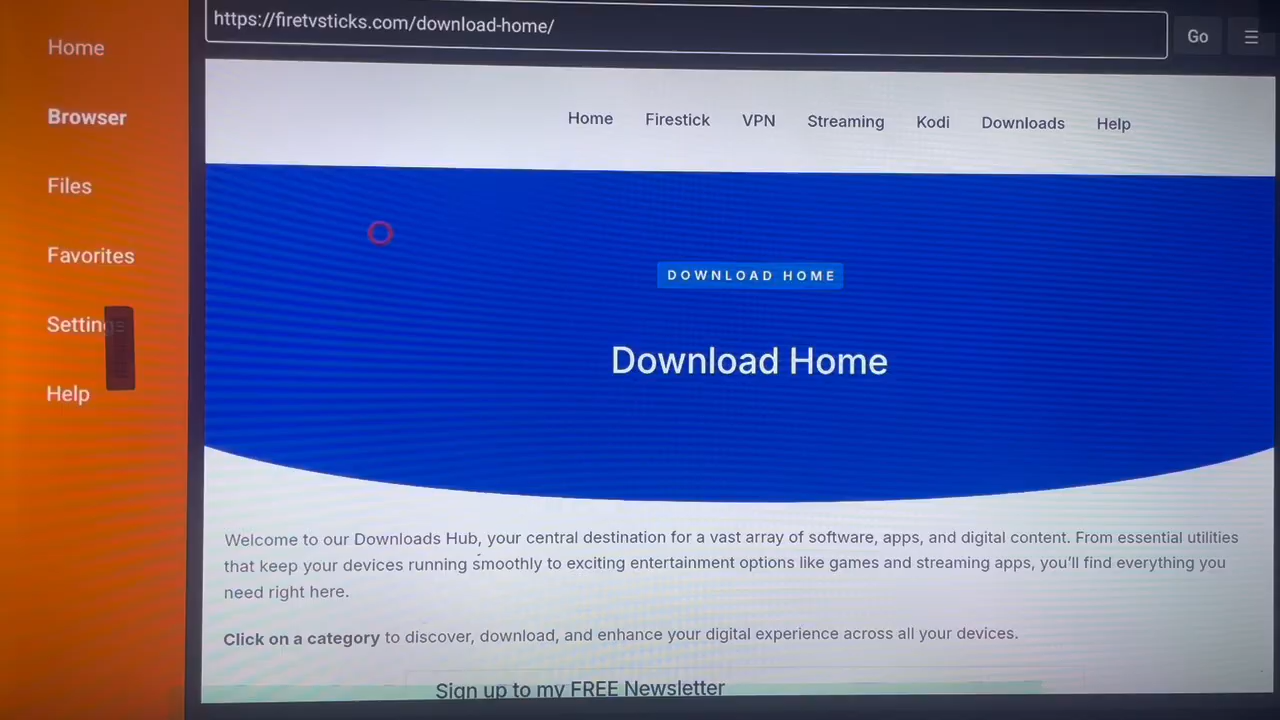 https://firetvsticks.com/download-home/
Go
Home
Browser
Files
Favorites
Settings
Help
Home Firestick VPN Streaming Kodi Downloads Help
DOWNLOAD HOME
Download Home
Welcome to our Downloads Hub, your central destination for a vast array of software, apps, and digital content. From essential utilities
that keep your devices running smoothly to exciting entertainment options like games and streaming apps, you'll find everything you
need right here.
Click on a category to discover, download, and enhance your digital experience across all your devices.
Sign up to my FREE Newsletter